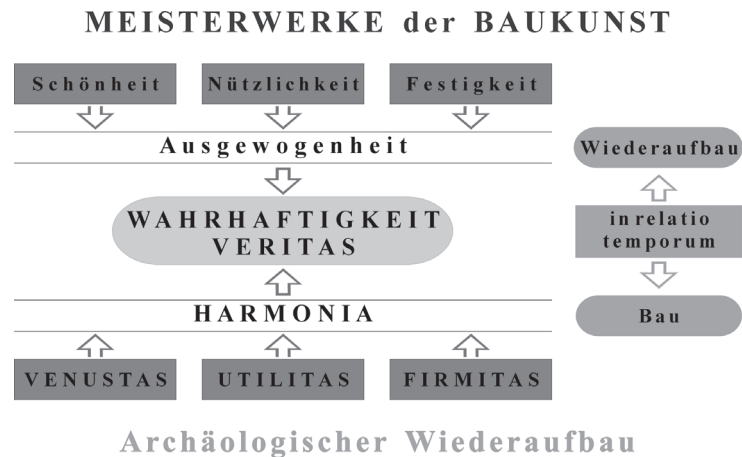 MEISTERWERKE der BAUKUNST
Schönheit
Nützlichkeit
Festigkeit
Ausgewogenheit
WAHRHAFTIGKEIT
VERITAS
HARMONIA
VENUSTAS
UTILITAS
FIRMITAS
Wiederaufbau
in relatio
temporum
Bau
Archäologischer Wiederaufbau